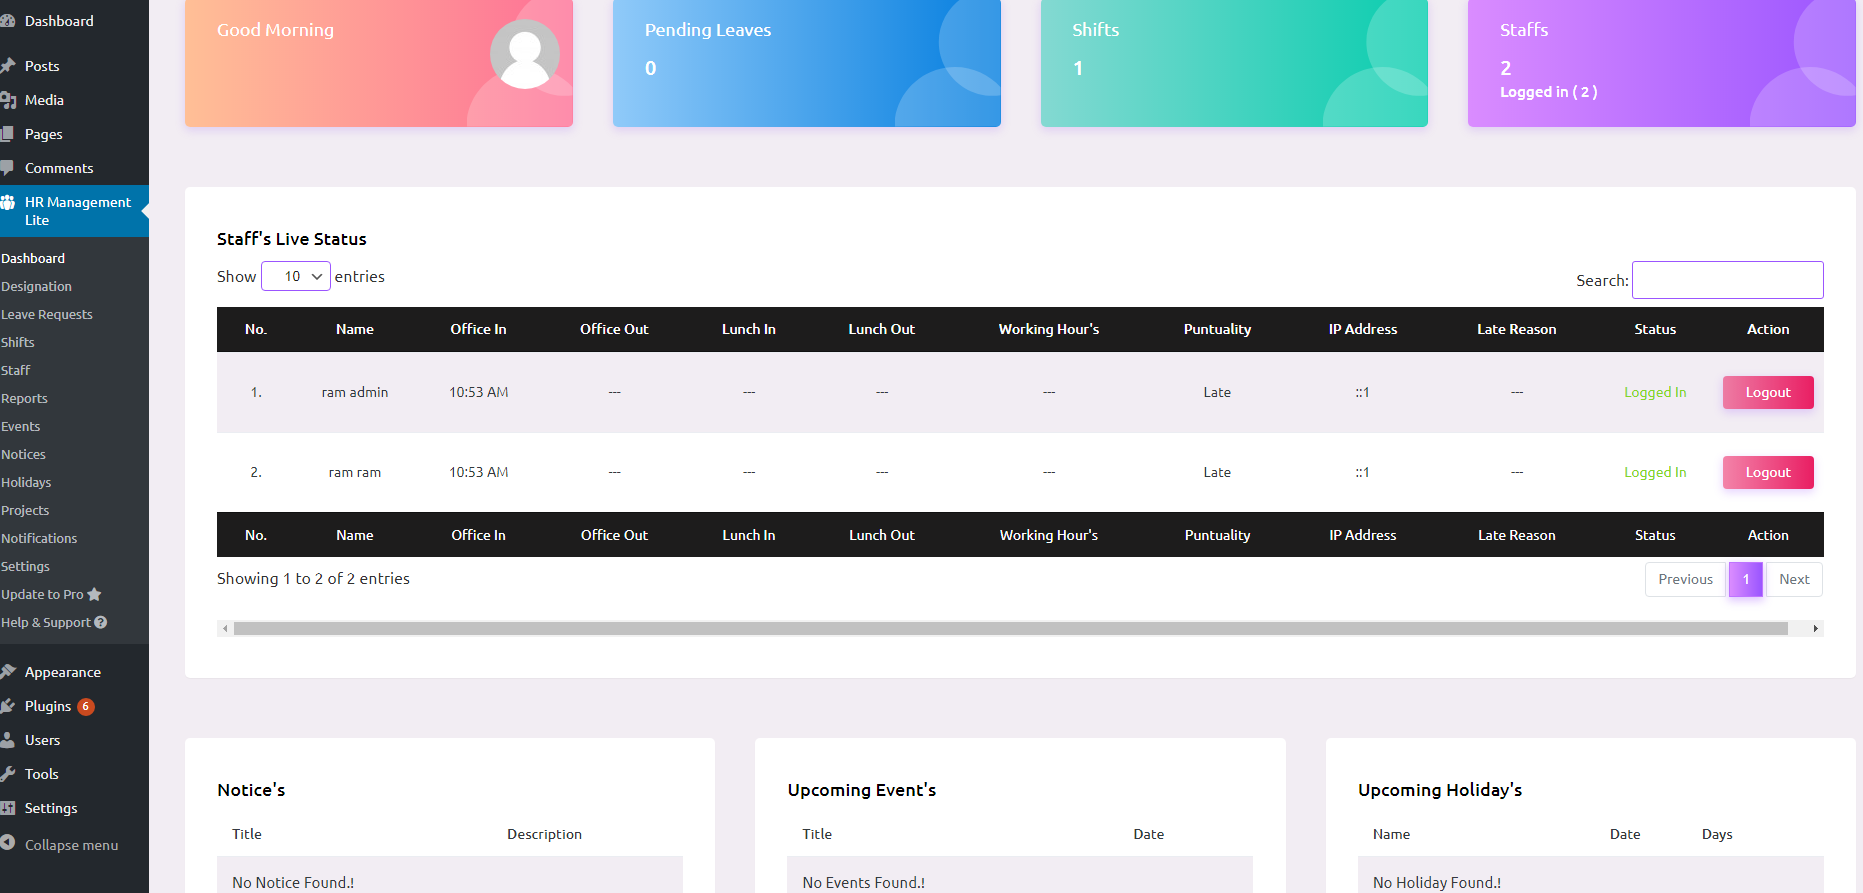 Dashboard
Posts
Media
Pages
Comments
HR Management
Lite
Dashboard
Designation
Leave Requests
Shifts
Staff
Reports
Events
Notices
Holidays
Projects
Notifications
Settings
Update to Pro
Help & Support
Appearance
Plugins 6
Users
Tools
Settings
Collapse menu
Good Morning
Pending Leaves
0
Shifts
1
Staffs
2
Logged in ( 2 )
Staff's Live Status
Show 10 entries
Search:
No. Name Office In Office Out Lunch In Lunch Out Working Hour's Puntuality IP Address Late Reason Status Action
1. ram admin 10:53 AM --- --- --- --- Late ::1 --- Logged In Logout
2. ram ram 10:53 AM --- --- --- --- Late ::1 --- Logged In Logout
No. Name Office In Office Out Lunch In Lunch Out Working Hour's Puntuality IP Address Late Reason Status Action
Showing 1 to 2 of 2 entries
Previous 1 Next
Notice's
Title Description
No Notice Found.!
Upcoming Event's
Title Date
No Events Found.!
Upcoming Holiday's
Name Date Days
No Holiday Found.!